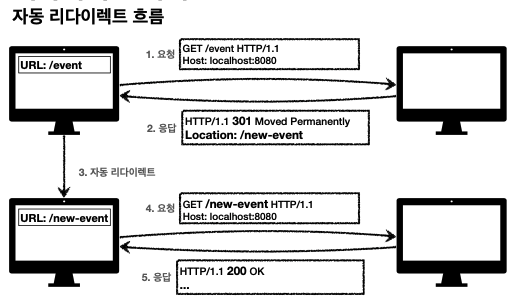 자동 리다이렉트 흐름
1. 요청
GET /event HTTP/1.1
Host: localhost:8080
URL: /event
2. 응답
HTTP/1.1 301 Moved Permanently
Location: /new-event
3. 자동 리다이렉트
4. 요청
GET /new-event HTTP/1.1
Host: localhost:8080
URL: /new-event
5. 응답
HTTP/1.1 200 OK
...